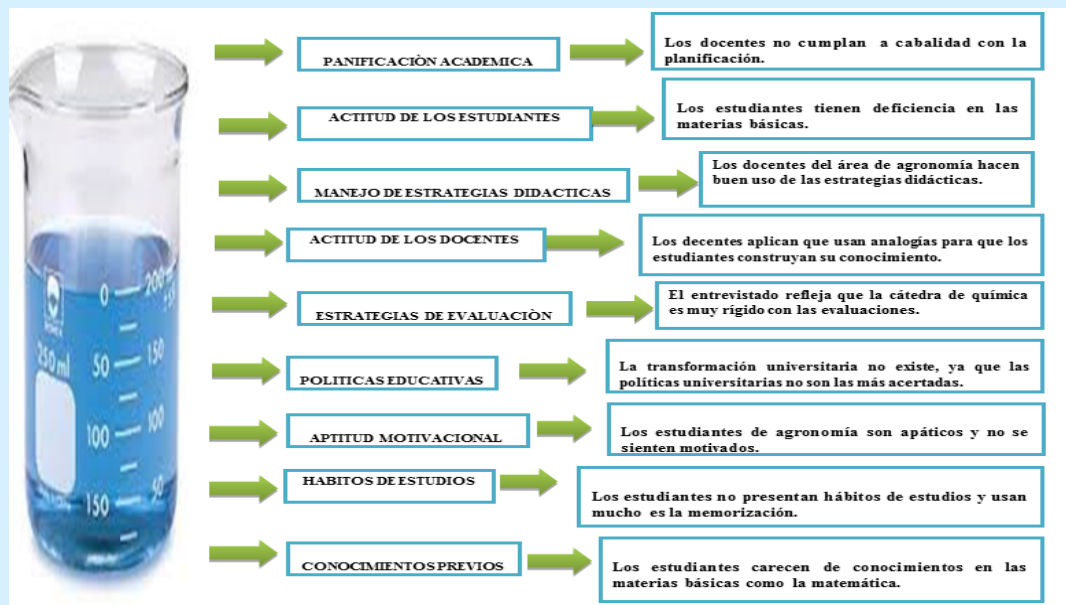 PANIFICACIÒN ACADEMICA
Los docentes no cumplan a cabalidad con la
planificación.
ACTITUD DE LOS ESTUDIANTES
Los estudiantes tienen deficiencia en las
materias básicas.
MANEJO DE ESTRATEGIAS DIDACTICAS
Los docentes del área de agronomía hacen
buen uso de las estrategias didácticas.
ACTITUD DE LOS DOCENTES
Los decentes aplican que usan analogías para que los
estudiantes construyan su conocimiento.
ESTRATEGIAS DE EVALUACIÒN
El entrevistado refleja que la cátedra de química
es muy rígido con las evaluaciones.
POLITICAS EDUCATIVAS
La transformación universitaria no existe, ya que las
políticas universitarias no son las más acertadas.
APTITUD MOTIVACIONAL
Los estudiantes de agronomía son apáticos y no se
sienten motivados.
HABITOS DE ESTUDIOS
Los estudiantes no presentan hábitos de estudios y usan
mucho es la memorización.
CONOCIMIENTOS PREVIOS
Los estudiantes carecen de conocimientos en las
materias básicas como la matemática.
0 200
250 ml
50 150
100 100
150 50